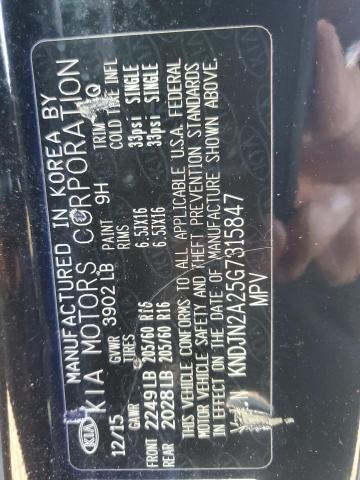 MANUFACTURED IN KOREA BY
KIA MOTORS CORPORATION
12/15 GVWR 3902 LB PAINT 9H TRIM
GAWR TIRES RIMS COLD TIRE INFL
FRONT 2249LB 205/60 R16 6.5JX16 33psi SINGLE
REAR 2028LB 205/60 R16 6.5JX16 33psi SINGLE
THIS VEHICLE CONFORMS TO ALL APPLICABLE U.S.A. FEDERAL
MOTOR VEHICLE SAFETY AND THEFT PREVENTION STANDARDS
IN EFFECT ON THE DATE OF MANUFACTURE SHOWN ABOVE.
KNDJN2A25G7315847
MPV
KIA